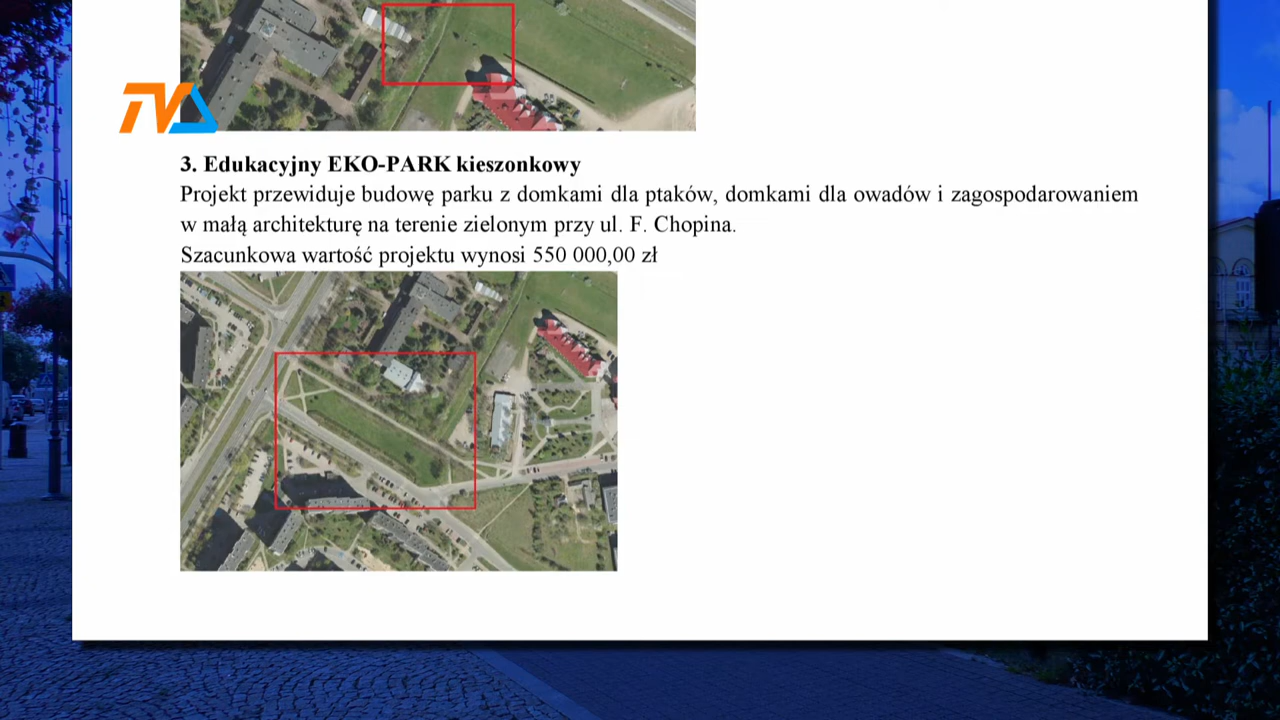 TVA
3. Edukacyjny EKO-PARK kieszonkowy
Projekt przewiduje budowę parku z domkami dla ptaków, domkami dla owadów i zagospodarowaniem
w małą architekturę na terenie zielonym przy ul. F. Chopina.
Szacunkowa wartość projektu wynosi 550 000,00 zł